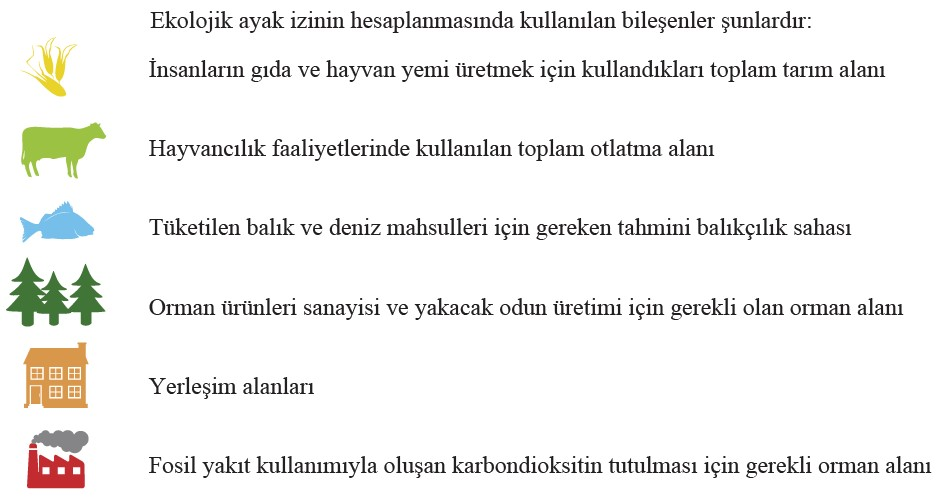 Ekolojik ayak izinin hesaplanmasında kullanılan bileşenler şunlardır:
İnsanların gıda ve hayvan yemi üretmek için kullandıkları toplam tarım alanı
Hayvancılık faaliyetlerinde kullanılan toplam otlatma alanı
Tüketilen balık ve deniz mahsulleri için gereken tahmini balıkçılık sahası
Orman ürünleri sanayisi ve yakacak odun üretimi için gerekli olan orman alanı
Yerleşim alanları
Fosil yakıt kullanımıyla oluşan karbondioksitin tutulması için gerekli orman alanı